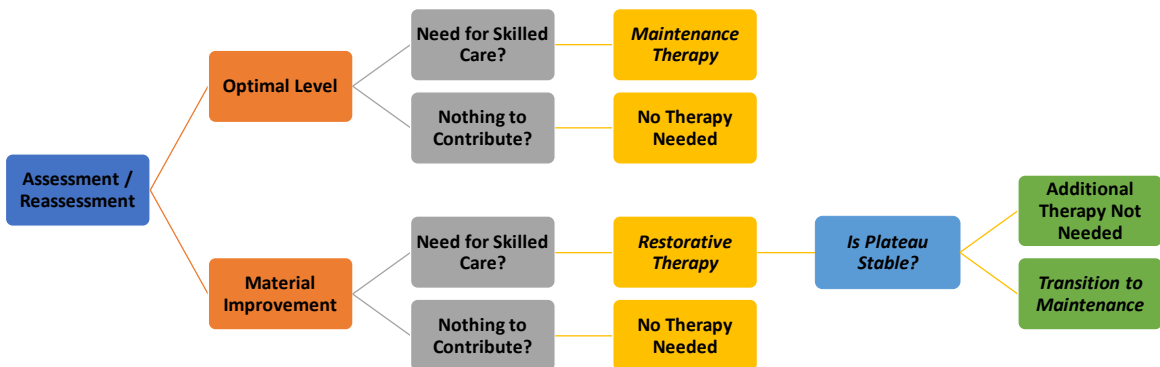 Need for Skilled
Care?
Maintenance
Therapy
Optimal Level
Nothing to
Contribute?
No Therapy
Needed
Assessment /
Reassessment
Additional
Therapy Not
Needed
Need for Skilled
Care?
Restorative
Therapy
Is Plateau
Stable?
Material
Improvement
Transition to
Maintenance
Nothing to
Contribute?
No Therapy
Needed